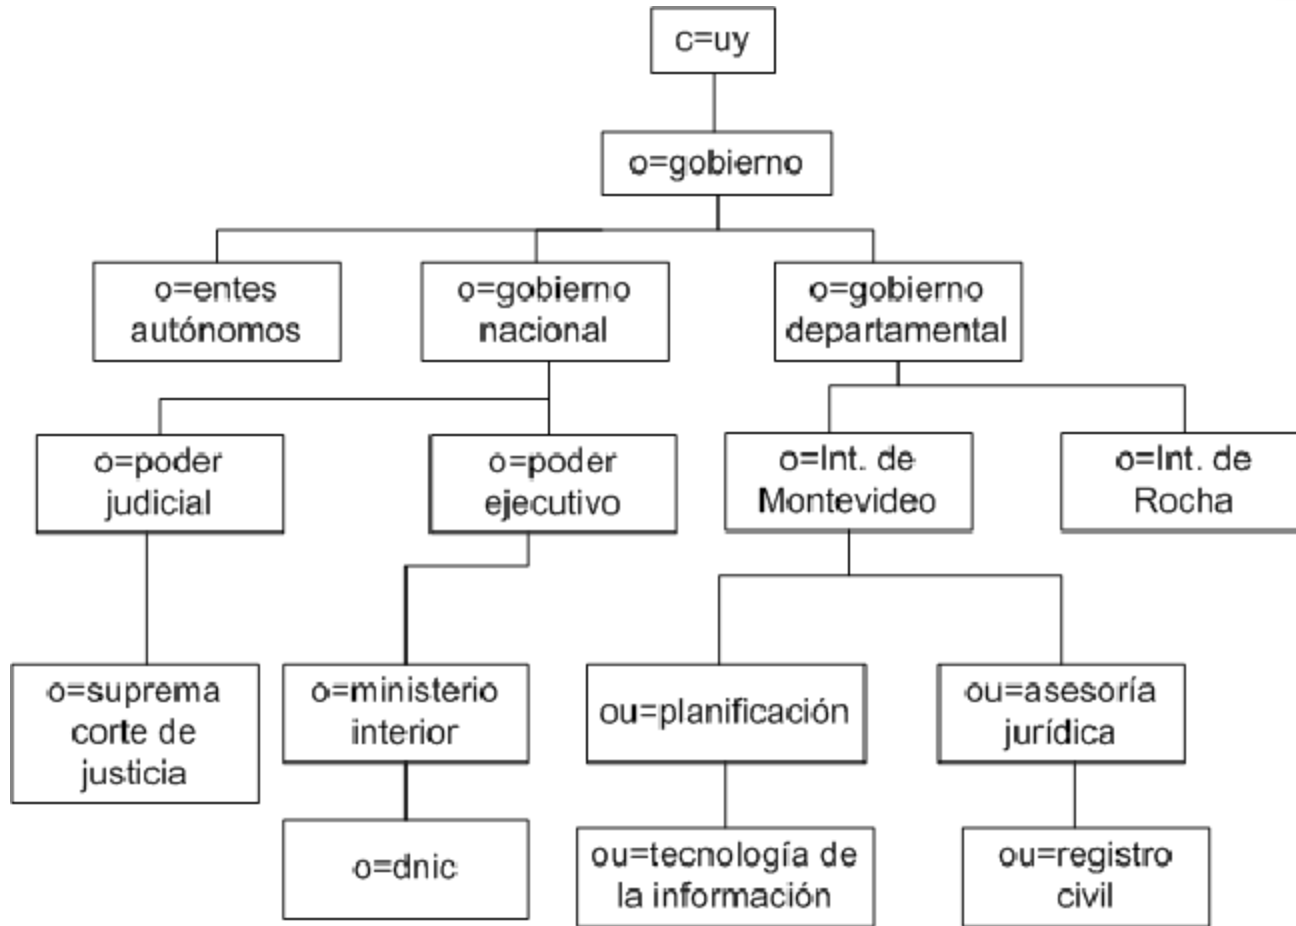 c=uy
o=gobierno
o=entes
autónomos
o=gobierno
nacional
o=gobierno
departamental
o=poder
judicial
o=poder
ejecutivo
o=Int. de
Montevideo
o=Int. de
Rocha
o=suprema
corte de
justicia
o=ministerio
interior
ou=planificación
ou=asesoría
jurídica
o=dnic
ou=tecnología de
la información
ou=registro
civil